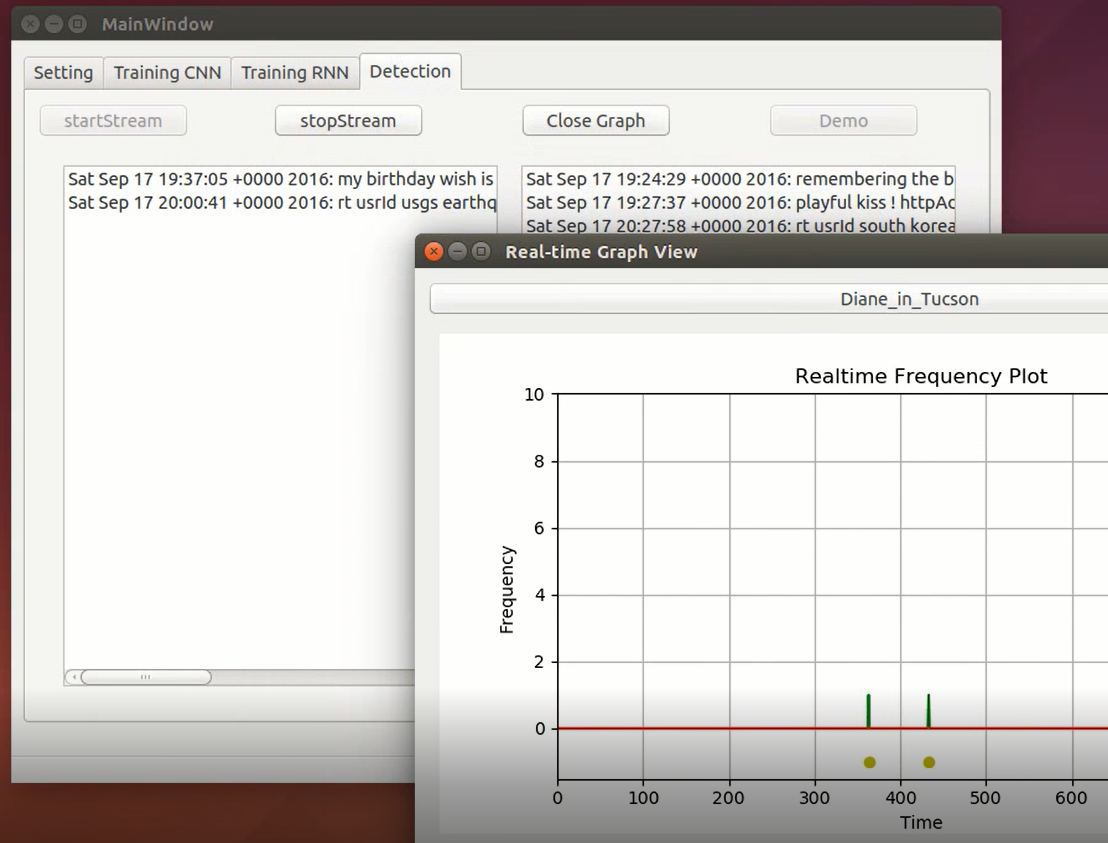 MainWindow
Setting
Training CNN
Training RNN
Detection
startStream
stopStream
Close Graph
Demo
Sat Sep 17 19:37:05 +0000 2016: my birthday wish is
Sat Sep 17 20:00:41 +0000 2016: rt usrId usgs earthq
Sat Sep 17 19:24:29 +0000 2016: remembering the b
Sat Sep 17 19:27:37 +0000 2016: playful kiss ! httpAd
Sat Sep 17 20:27:58 +0000 2016: rt usrId south korea
Real-time Graph View
Diane_in_Tucson
Realtime Frequency Plot
10
8
6
4
2
0
Frequency
0 100 200 300 400 500 600
Time